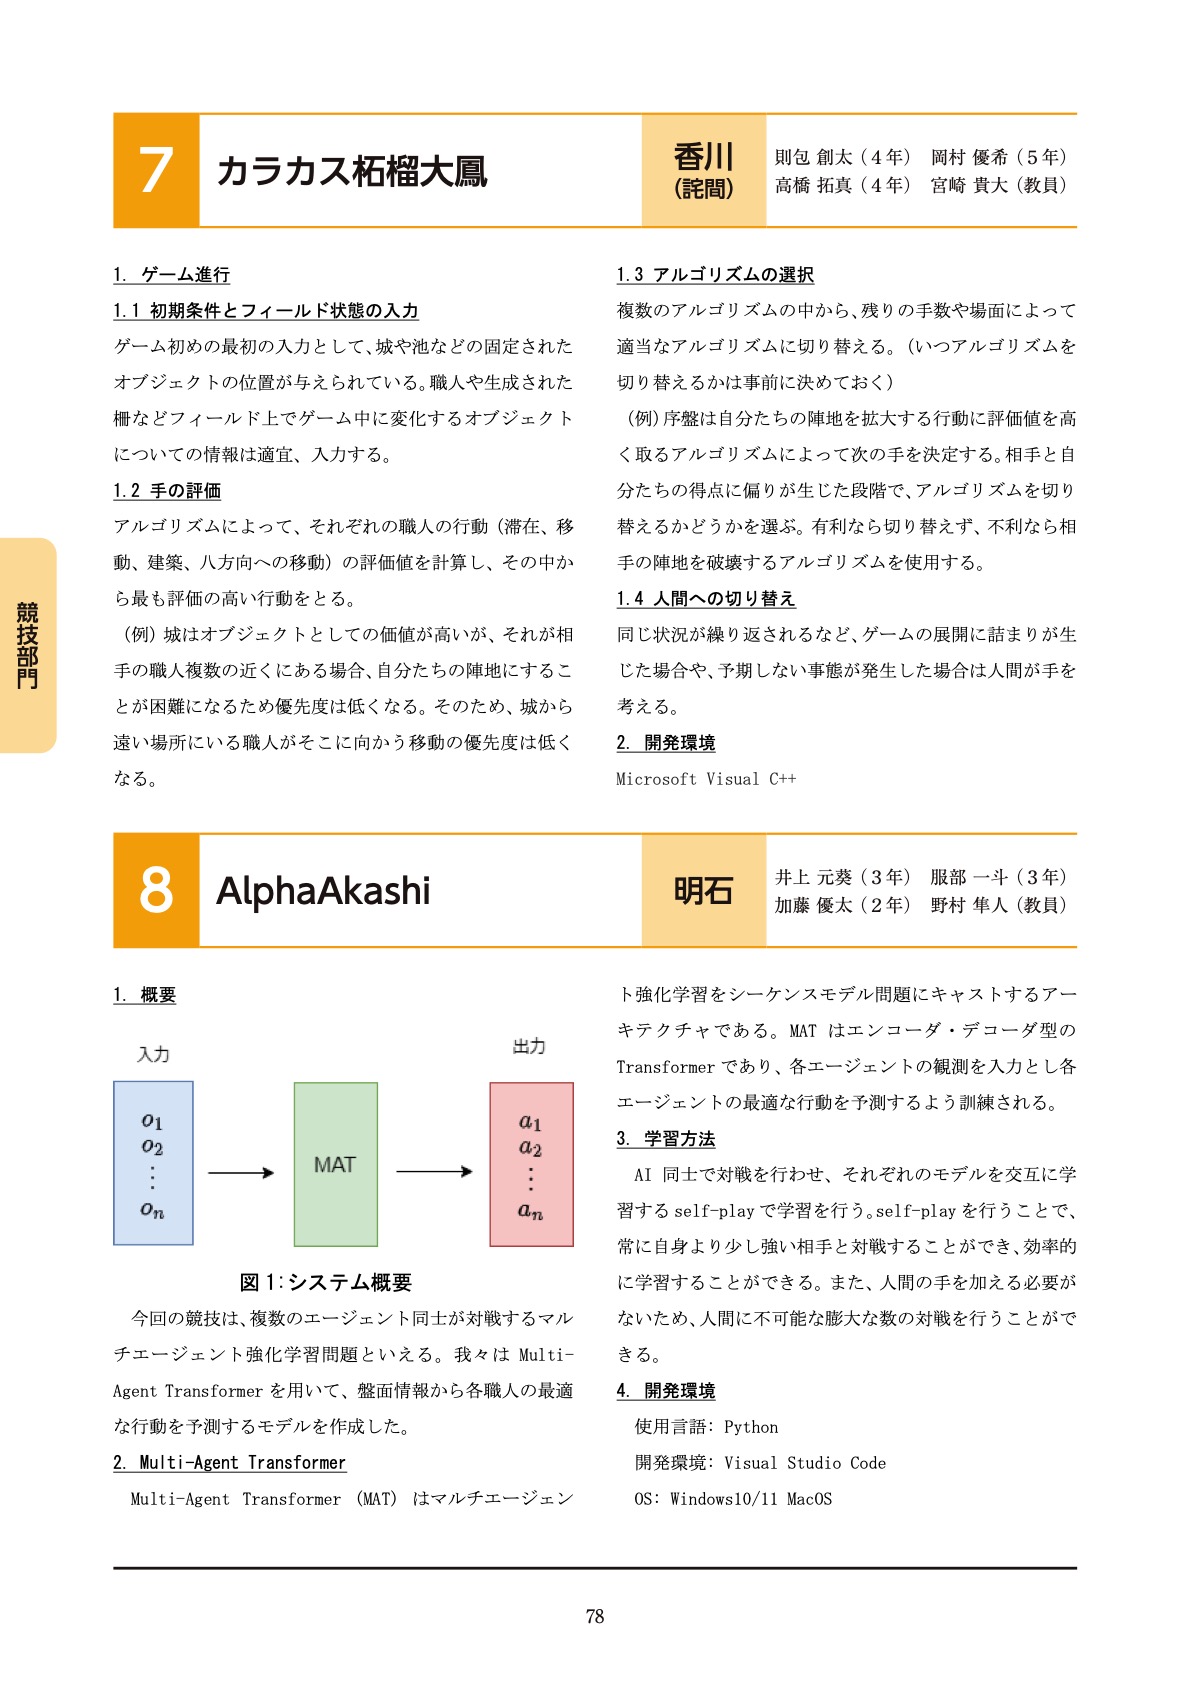 競技部門
7
カラカス柘榴大鳳
香川
(詫間)
則包 創太（４年） 岡村 優希（５年）
高橋 拓真（４年） 宮崎 貴大（教員）
1. ゲーム進行
1.1 初期条件とフィールド状態の入力
ゲーム初めの最初の入力として、城や池などの固定された
オブジェクトの位置が与えられている。職人や生成された
柵などフィールド上でゲーム中に変化するオブジェクト
についての情報は適宜、入力する。
1.2 手の評価
アルゴリズムによって、それぞれの職人の行動（滞在、移
動、建築、八方向への移動）の評価値を計算し、その中か
ら最も評価の高い行動をとる。
（例）城はオブジェクトとしての価値が高いが、それが相
手の職人複数の近くにある場合、自分たちの陣地にするこ
とが困難になるため優先度は低くなる。そのため、城から
遠い場所にいる職人がそこに向かう移動の優先度は低く
なる。
1.3 アルゴリズムの選択
複数のアルゴリズムの中から、残りの手数や場面によって
適当なアルゴリズムに切り替える。（いつアルゴリズムを
切り替えるかは事前に決めておく）
（例）序盤は自分たちの陣地を拡大する行動に評価値を高
く取るアルゴリズムによって次の手を決定する。相手と自
分たちの得点に偏りが生じた段階で、アルゴリズムを切り
替えるかどうかを選ぶ。有利なら切り替えず、不利なら相
手の陣地を破壊するアルゴリズムを使用する。
1.4 人間への切り替え
同じ状況が繰り返されるなど、ゲームの展開に詰まりが生
じた場合や、予期しない事態が発生した場合は人間が手を
考える。
2. 開発環境
Microsoft Visual C++
8
AlphaAkashi
明石
井上 元葵（３年） 服部 一斗（３年）
加藤 優太（２年） 野村 隼人（教員）
1. 概要
入力
出力
o1
o2
⋮
on
MAT
a1
a2
⋮
an
図 1：システム概要
今回の競技は、複数のエージェント同士が対戦するマル
チエージェント強化学習問題といえる。我々は Multi-
Agent Transformer を用いて、盤面情報から各職人の最適
な行動を予測するモデルを作成した。
2. Multi-Agent Transformer
Multi-Agent Transformer （MAT） はマルチエージェン
ト強化学習をシーケンスモデル問題にキャストするアー
キテクチャである。MAT はエンコーダ・デコーダ型の
Transformer であり、各エージェントの観測を入力とし各
エージェントの最適な行動を予測するよう訓練される。
3. 学習方法
AI 同士で対戦を行わせ、それぞれのモデルを交互に学
習する self-play で学習を行う。self-play を行うことで、
常に自身より少し強い相手と対戦することができ、効率的
に学習することができる。また、人間の手を加える必要が
ないため、人間に不可能な膨大な数の対戦を行うことがで
きる。
4. 開発環境
使用言語：Python
開発環境：Visual Studio Code
OS：Windows10/11 MacOS
78